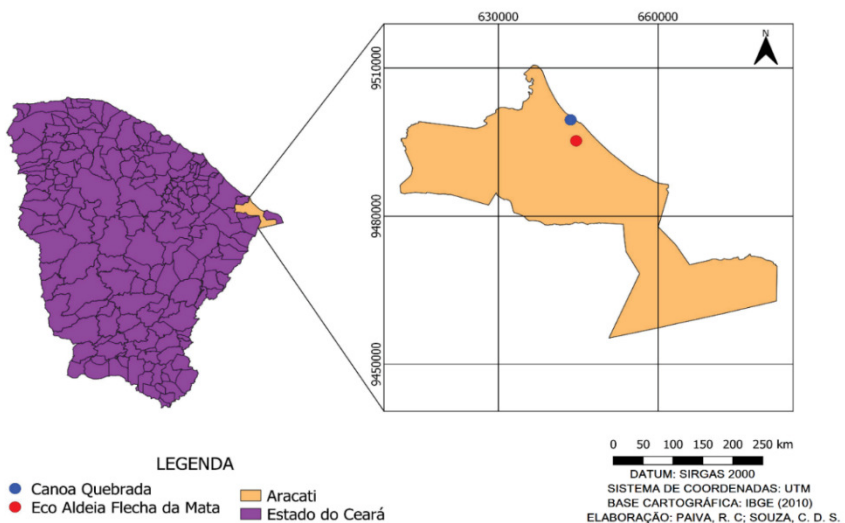 630000 660000
N
9510000
9480000
9450000
LEGENDA
Canoa Quebrada
Eco Aldeia Flecha da Mata
Aracati
Estado do Ceará
0 50 100 150 200 250 km
DATUM: SIRGAS 2000
SISTEMA DE COORDENADAS: UTM
BASE CARTOGRÁFICA: IBGE (2010)
ELABORAÇÃO: PAIVA, R. C; SOUZA, C. D. S.